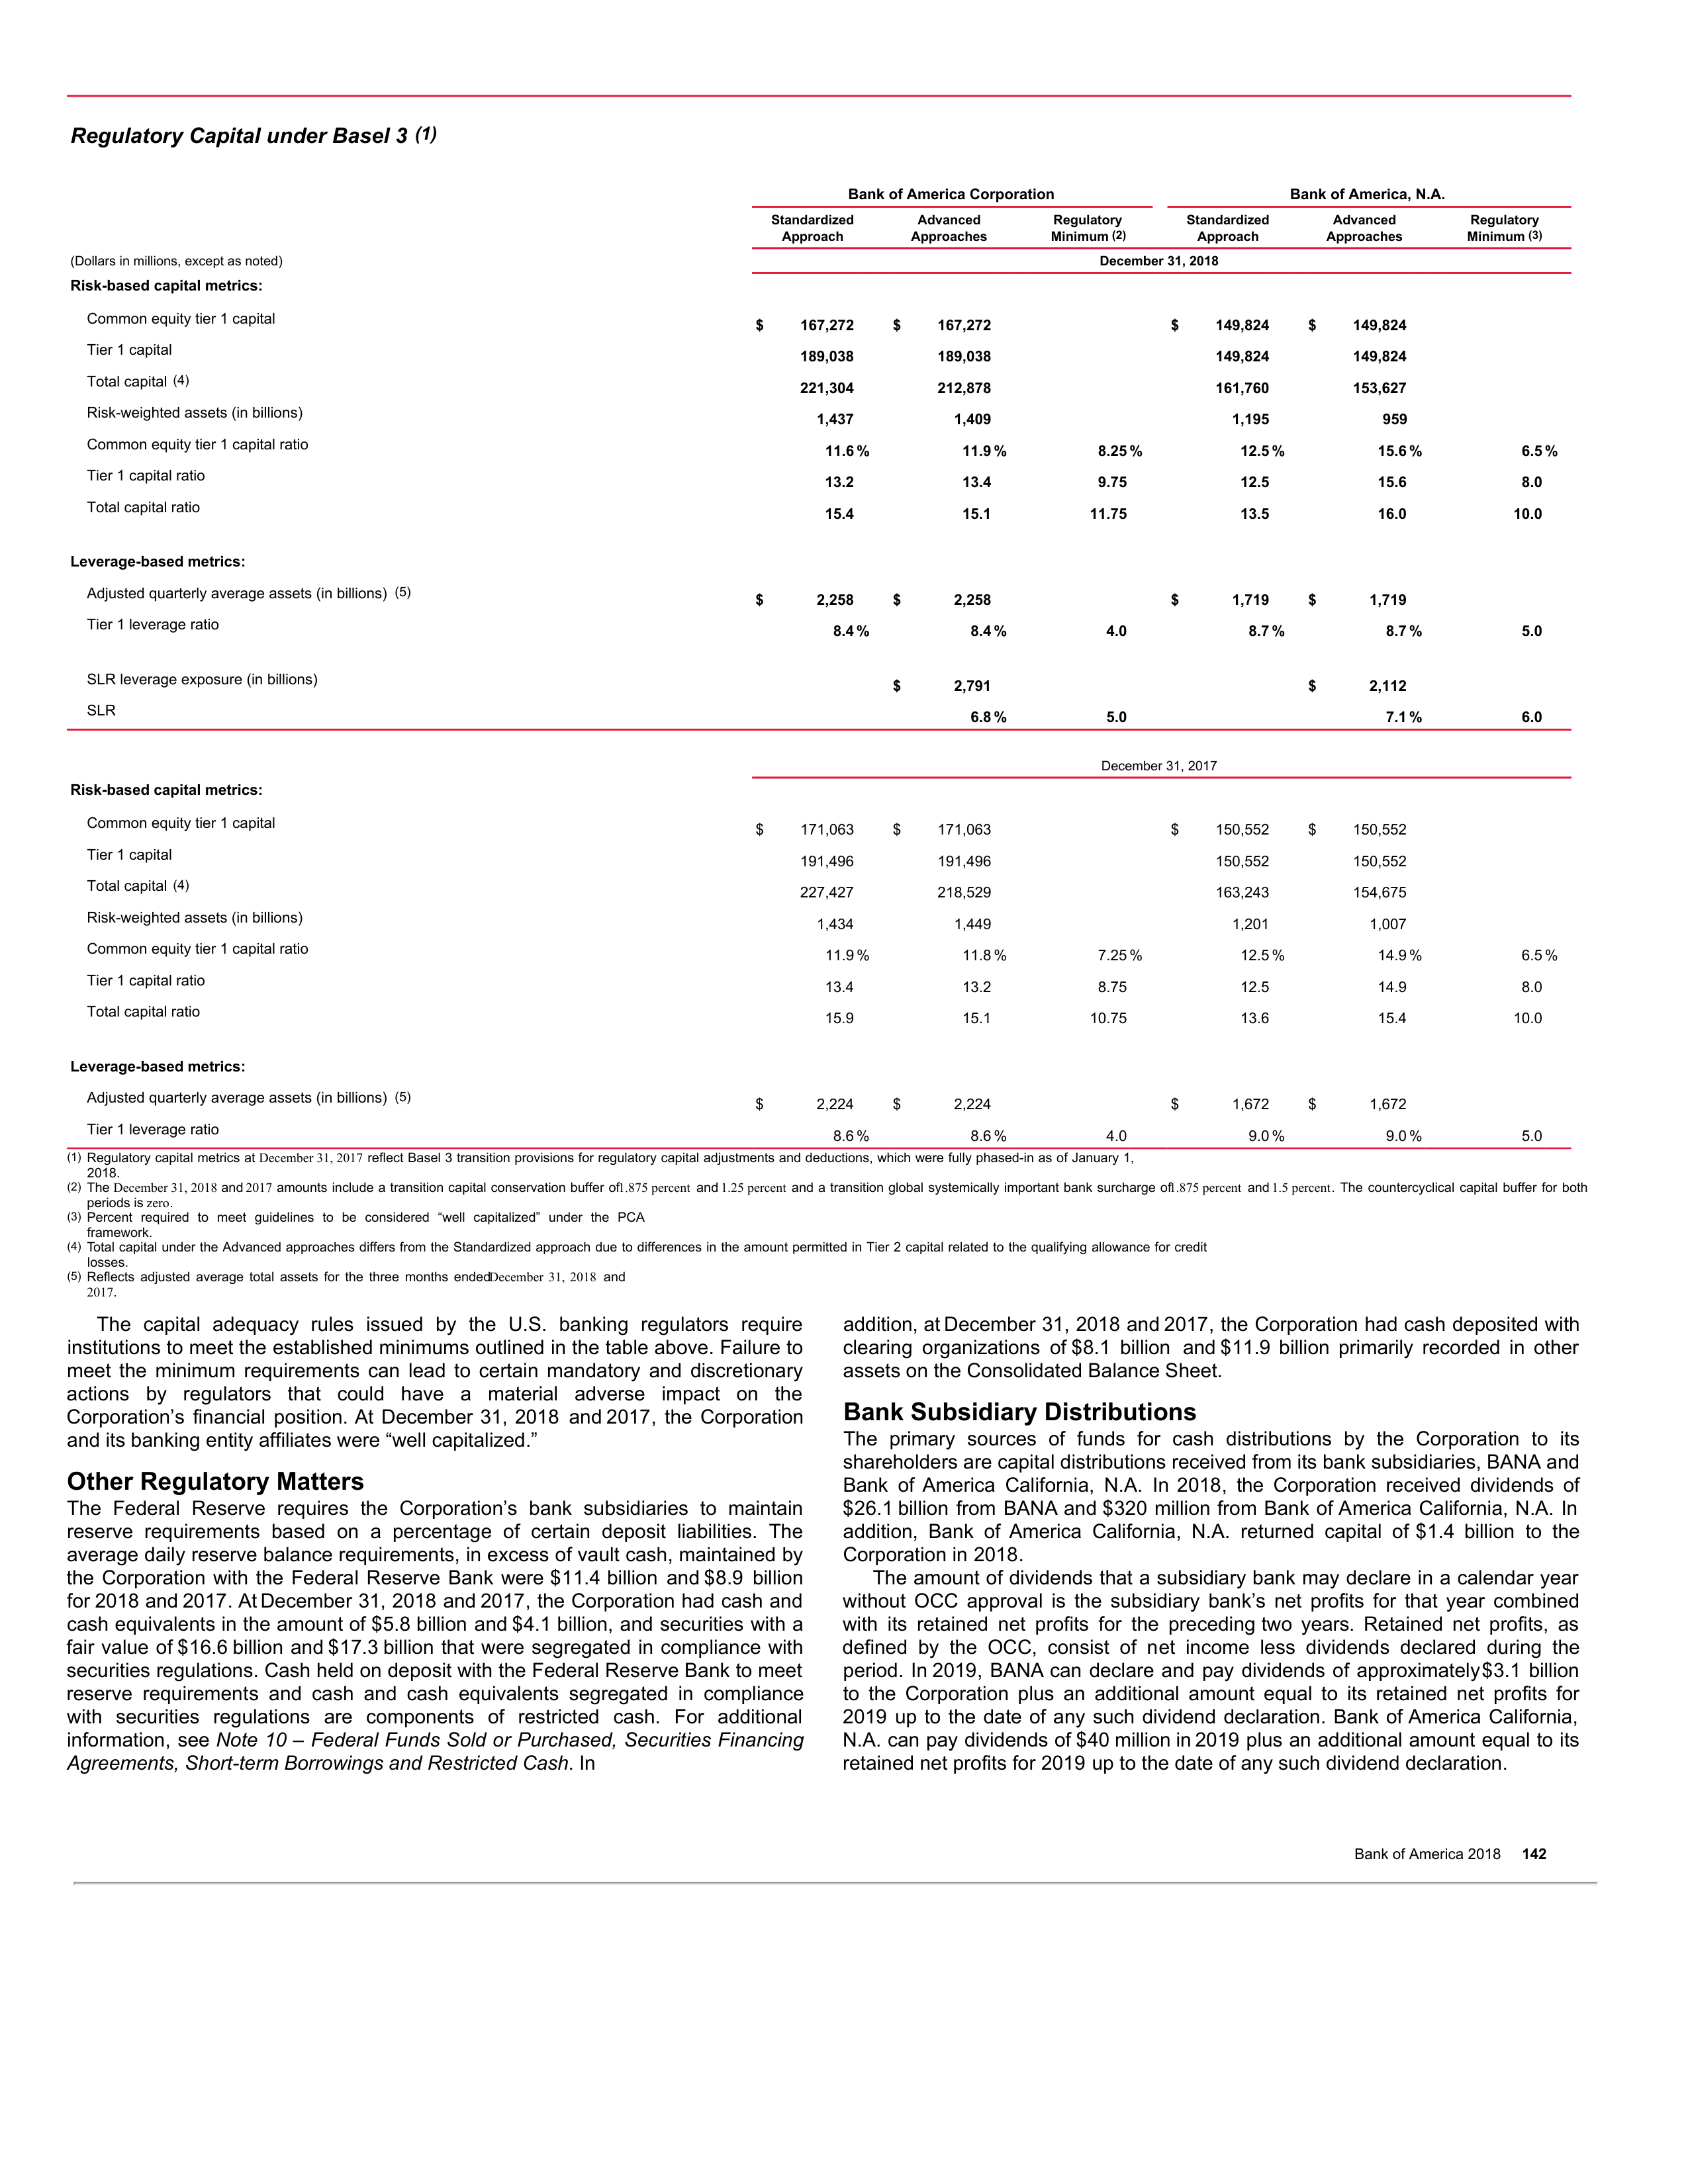 Regulatory Capital under Basel 3 (1)
Bank of America Corporation Bank of America, N.A.
Standardized Approach Advanced Approaches Regulatory Minimum (2) Standardized Approach Advanced Approaches Regulatory Minimum (3)
(Dollars in millions, except as noted) December 31, 2018
Risk-based capital metrics:
Common equity tier 1 capital $ 167,272 $ 167,272 $ 149,824 $ 149,824
Tier 1 capital 189,038 189,038 149,824 149,824
Total capital (4) 221,304 212,878 161,760 153,627
Risk-weighted assets (in billions) 1,437 1,409 1,195 959
Common equity tier 1 capital ratio 11.6% 11.9% 8.25% 12.5% 15.6% 6.5%
Tier 1 capital ratio 13.2 13.4 9.75 12.5 15.6 8.0
Total capital ratio 15.4 15.1 11.75 13.5 16.0 10.0
Leverage-based metrics:
Adjusted quarterly average assets (in billions) (5) $ 2,258 $ 2,258 $ 1,719 $ 1,719
Tier 1 leverage ratio 8.4% 8.4% 4.0 8.7% 8.7% 5.0
SLR leverage exposure (in billions) $ 2,791 $ 2,112
SLR 6.8% 5.0 7.1% 6.0
December 31, 2017
Risk-based capital metrics:
Common equity tier 1 capital $ 171,063 $ 171,063 $ 150,552 $ 150,552
Tier 1 capital 191,496 191,496 150,552 150,552
Total capital (4) 227,427 218,529 163,243 154,675
Risk-weighted assets (in billions) 1,434 1,449 1,201 1,007
Common equity tier 1 capital ratio 11.9% 11.8% 7.25% 12.5% 14.9% 6.5%
Tier 1 capital ratio 13.4 13.2 8.75 12.5 14.9 8.0
Total capital ratio 15.9 15.1 10.75 13.6 15.4 10.0
Leverage-based metrics:
Adjusted quarterly average assets (in billions) (5) $ 2,224 $ 2,224 $ 1,672 $ 1,672
Tier 1 leverage ratio 8.6% 8.6% 4.0 9.0% 9.0% 5.0
(1) Regulatory capital metrics at December 31, 2017 reflect Basel 3 transition provisions for regulatory capital adjustments and deductions, which were fully phased-in as of January 1,
2018.
(2) The December 31, 2018 and 2017 amounts include a transition capital conservation buffer of1.875 percent and 1.25 percent and a transition global systemically important bank surcharge of1.875 percent and 1.5 percent. The countercyclical capital buffer for both
periods is zero.
(3) Percent required to meet guidelines to be considered “well capitalized” under the PCA
framework.
(4) Total capital under the Advanced approaches differs from the Standardized approach due to differences in the amount permitted in Tier 2 capital related to the qualifying allowance for credit
losses.
(5) Reflects adjusted average total assets for the three months endedDecember 31, 2018 and
2017.
The capital adequacy rules issued by the U.S. banking regulators require
institutions to meet the established minimums outlined in the table above. Failure to
meet the minimum requirements can lead to certain mandatory and discretionary
actions by regulators that could have a material adverse impact on the
Corporation’s financial position. At December 31, 2018 and 2017, the Corporation
and its banking entity affiliates were “well capitalized.”
Other Regulatory Matters
The Federal Reserve requires the Corporation’s bank subsidiaries to maintain
reserve requirements based on a percentage of certain deposit liabilities. The
average daily reserve balance requirements, in excess of vault cash, maintained by
the Corporation with the Federal Reserve Bank were $11.4 billion and $8.9 billion
for 2018 and 2017. At December 31, 2018 and 2017, the Corporation had cash and
cash equivalents in the amount of $5.8 billion and $4.1 billion, and securities with a
fair value of $16.6 billion and $17.3 billion that were segregated in compliance with
securities regulations. Cash held on deposit with the Federal Reserve Bank to meet
reserve requirements and cash and cash equivalents segregated in compliance
with securities regulations are components of restricted cash. For additional
information, see Note 10 – Federal Funds Sold or Purchased, Securities Financing
Agreements, Short-term Borrowings and Restricted Cash. In
addition, at December 31, 2018 and 2017, the Corporation had cash deposited with
clearing organizations of $8.1 billion and $11.9 billion primarily recorded in other
assets on the Consolidated Balance Sheet.
Bank Subsidiary Distributions
The primary sources of funds for cash distributions by the Corporation to its
shareholders are capital distributions received from its bank subsidiaries, BANA and
Bank of America California, N.A. In 2018, the Corporation received dividends of
$26.1 billion from BANA and $320 million from Bank of America California, N.A. In
addition, Bank of America California, N.A. returned capital of $1.4 billion to the
Corporation in 2018.
The amount of dividends that a subsidiary bank may declare in a calendar year
without OCC approval is the subsidiary bank’s net profits for that year combined
with its retained net profits for the preceding two years. Retained net profits, as
defined by the OCC, consist of net income less dividends declared during the
period. In 2019, BANA can declare and pay dividends of approximately$3.1 billion
to the Corporation plus an additional amount equal to its retained net profits for
2019 up to the date of any such dividend declaration. Bank of America California,
N.A. can pay dividends of $40 million in 2019 plus an additional amount equal to its
retained net profits for 2019 up to the date of any such dividend declaration.
Bank of America 2018 142